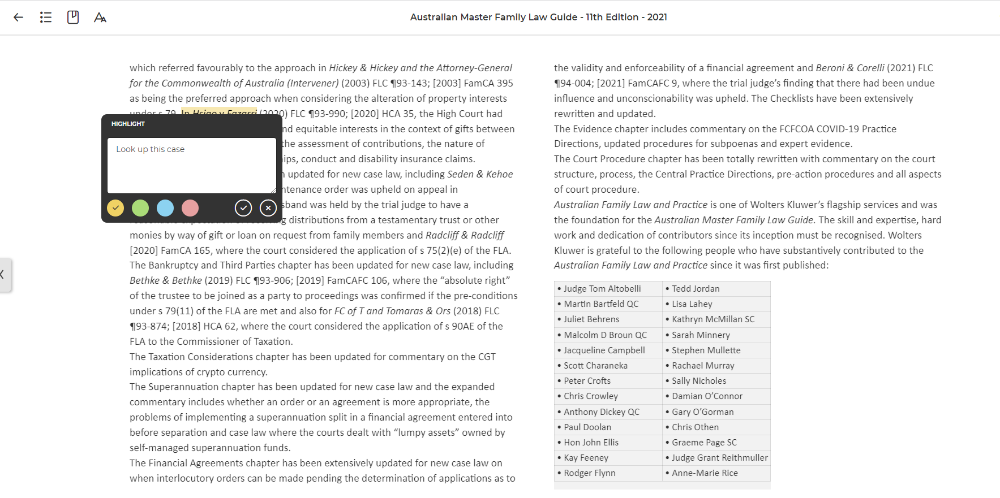 Australian Master Family Law Guide - 11th Edition - 2021
which referred favourably to the approach in Hickey & Hickey and the Attorney-General
for the Commonwealth of Australia (Intervener) (2003) FLC ¶93-143; [2003] FamCA 395
as being the preferred approach when considering the alteration of property interests
under s 79. In Hsiao v Fazarri (2020) FLC ¶93-990; [2020] HCA 35, the High Court had
nd equitable interests in the context of gifts between
the assessment of contributions, the nature of
ips, conduct and disability insurance claims.
n updated for new case law, including Seden & Kehoe
ntenance order was upheld on appeal in
sband was held by the trial judge to have a
reasonable expectation of receiving distributions from a testamentary trust or other
monies by way of gift or loan on request from family members and Radcliff & Radcliff
[2020] FamCA 165, where the court considered the application of s 75(2)(e) of the FLA.
The Bankruptcy and Third Parties chapter has been updated for new case law, including
Bethke & Bethke (2019) FLC ¶93-906; [2019] FamCAFC 106, where the “absolute right”
of the trustee to be joined as a party to proceedings was confirmed if the pre-conditions
under s 79(11) of the FLA are met and also for FC of T and Tomaras & Ors (2018) FLC
¶93-874; [2018] HCA 62, where the court considered the application of s 90AE of the
FLA to the Commissioner of Taxation.
The Taxation Considerations chapter has been updated for commentary on the CGT
implications of crypto currency.
The Superannuation chapter has been updated for new case law and the expanded
commentary includes whether an order or an agreement is more appropriate, the
problems of implementing a superannuation split in a financial agreement entered into
before separation and case law where the courts dealt with “lumpy assets” owned by
self-managed superannuation funds.
The Financial Agreements chapter has been extensively updated for new case law on
when interlocutory orders can be made pending the determination of applications as to
HIGHLIGHT
Look up this case
the validity and enforceability of a financial agreement and Beroni & Corelli (2021) FLC
¶94-004; [2021] FamCAFC 9, where the trial judge’s finding that there had been undue
influence and unconscionability was upheld. The Checklists have been extensively
rewritten and updated.
The Evidence chapter includes commentary on the FCFCOA COVID-19 Practice
Directions, updated procedures for subpoenas and expert evidence.
The Court Procedure chapter has been totally rewritten with commentary on the court
structure, process, the Central Practice Directions, pre-action procedures and all aspects
of court procedure.
Australian Family Law and Practice is one of Wolters Kluwer’s flagship services and was
the foundation for the Australian Master Family Law Guide. The skill and expertise, hard
work and dedication of contributors since its inception must be recognised. Wolters
Kluwer is grateful to the following people who have substantively contributed to the
Australian Family Law and Practice since it was first published:
• Judge Tom Altobelli • Tedd Jordan
• Martin Bartfeld QC • Lisa Lahey
• Juliet Behrens • Kathryn McMillan SC
• Malcolm D Broun QC • Sarah Minnery
• Jacqueline Campbell • Stephen Mullette
• Scott Charaneka • Rachael Murray
• Peter Crofts • Sally Nicholes
• Chris Crowley • Damian O’Connor
• Anthony Dickey QC • Gary O’Gorman
• Paul Doolan • Chris Othen
• Hon John Ellis • Graeme Page SC
• Kay Feeney • Judge Grant Reithmuller
• Rodger Flynn • Anne-Marie Rice